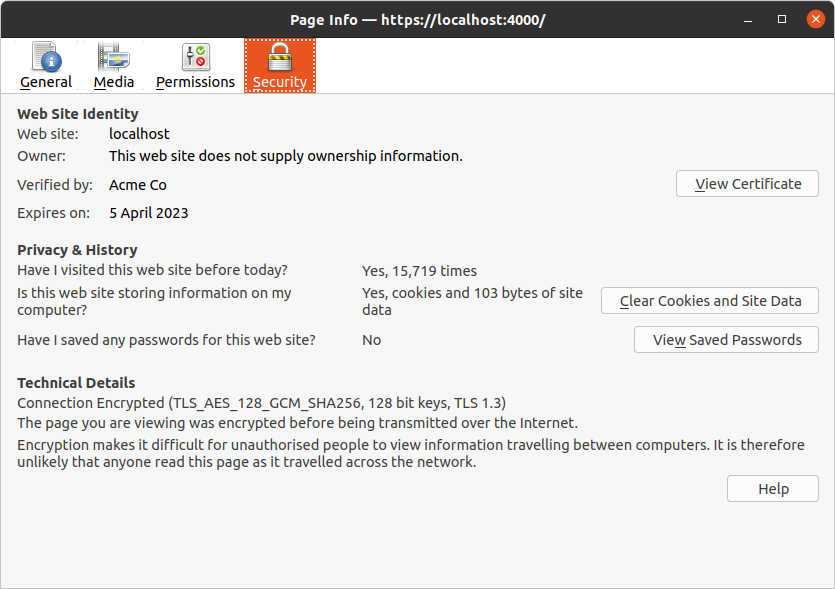 Page Info — https://localhost:4000/
General Media Permissions Security
Web Site Identity
Web site: localhost
Owner: This web site does not supply ownership information.
Verified by: Acme Co View Certificate
Expires on: 5 April 2023
Privacy & History
Have I visited this web site before today? Yes, 15,719 times
Is this web site storing information on my
computer?
Yes, cookies and 103 bytes of site
data
Clear Cookies and Site Data
Have I saved any passwords for this web site? No View Saved Passwords
Technical Details
Connection Encrypted (TLS_AES_128_GCM_SHA256, 128 bit keys, TLS 1.3)
The page you are viewing was encrypted before being transmitted over the Internet.
Encryption makes it difficult for unauthorised people to view information travelling between computers. It is therefore
unlikely that anyone read this page as it travelled across the network.
Help